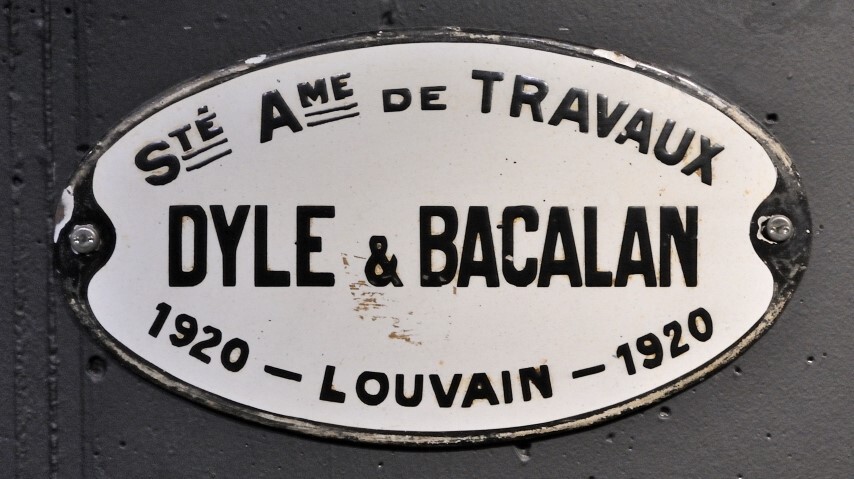 STÉ AME DE TRAVAUX
DYLE & BACALAN
1920 - LOUVAIN - 1920